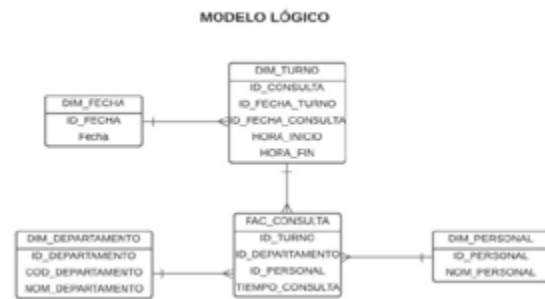 MODELO LÓGICO
DIM_TURNO
ID_CONSULTA
ID_FECHA_TURNO
ID_FECHA_CONSULTA
HORA_INICIO
HORA_FIN
DIM_FECHA
ID_FECHA
Fecha
FAC_CONSULTA
ID_TURNO
ID_DEPARTAMENTO
ID_PERSONAL
TIEMPO_CONSULTA
DIM_DEPARTAMENTO
ID_DEPARTAMENTO
COD_DEPARTAMENTO
NOM_DEPARTAMENTO
DIM_PERSONAL
ID_PERSONAL
NOM_PERSONAL